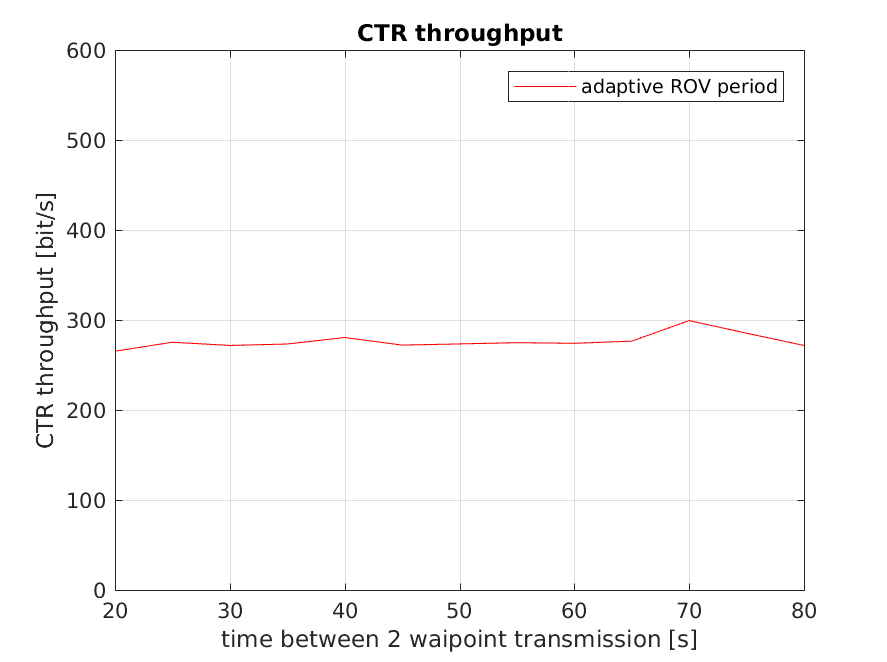 CTR throughput
600
500
400
300
200
100
0
CTR throughput [bit/s]
adaptive ROV period
20 30 40 50 60 70 80
time between 2 waipoint transmission [s]